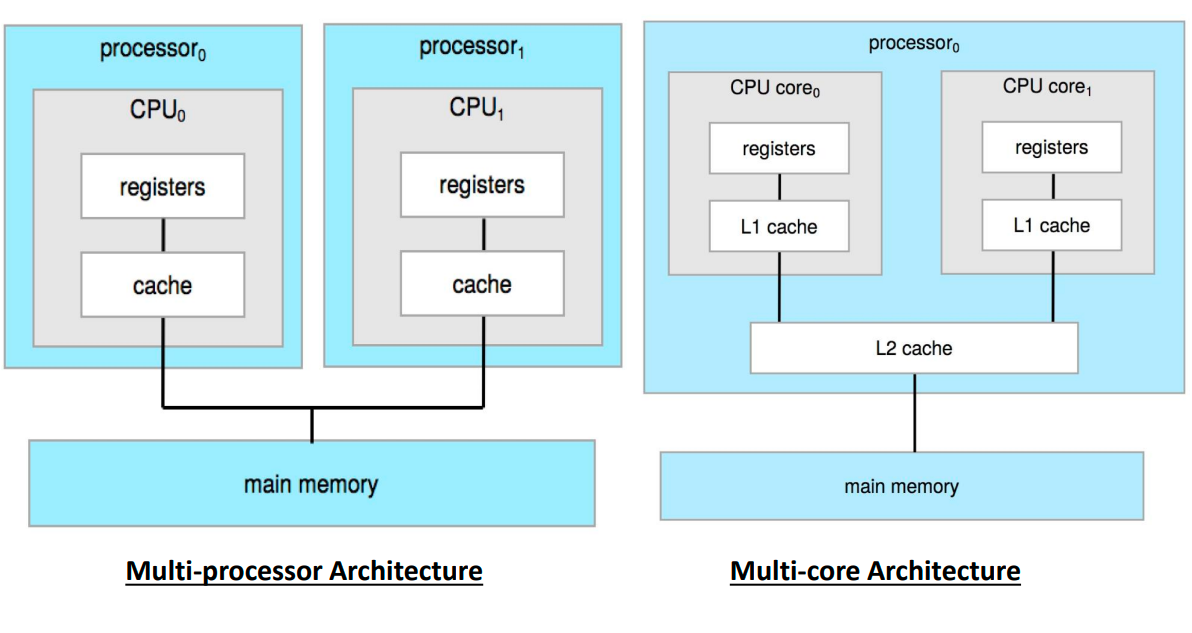 processor₀
CPU₀
registers
cache
processor₁
CPU₁
registers
cache
main memory
Multi-processor Architecture
processor₀
CPU core₀
registers
L1 cache
CPU core₁
registers
L1 cache
L2 cache
main memory
Multi-core Architecture